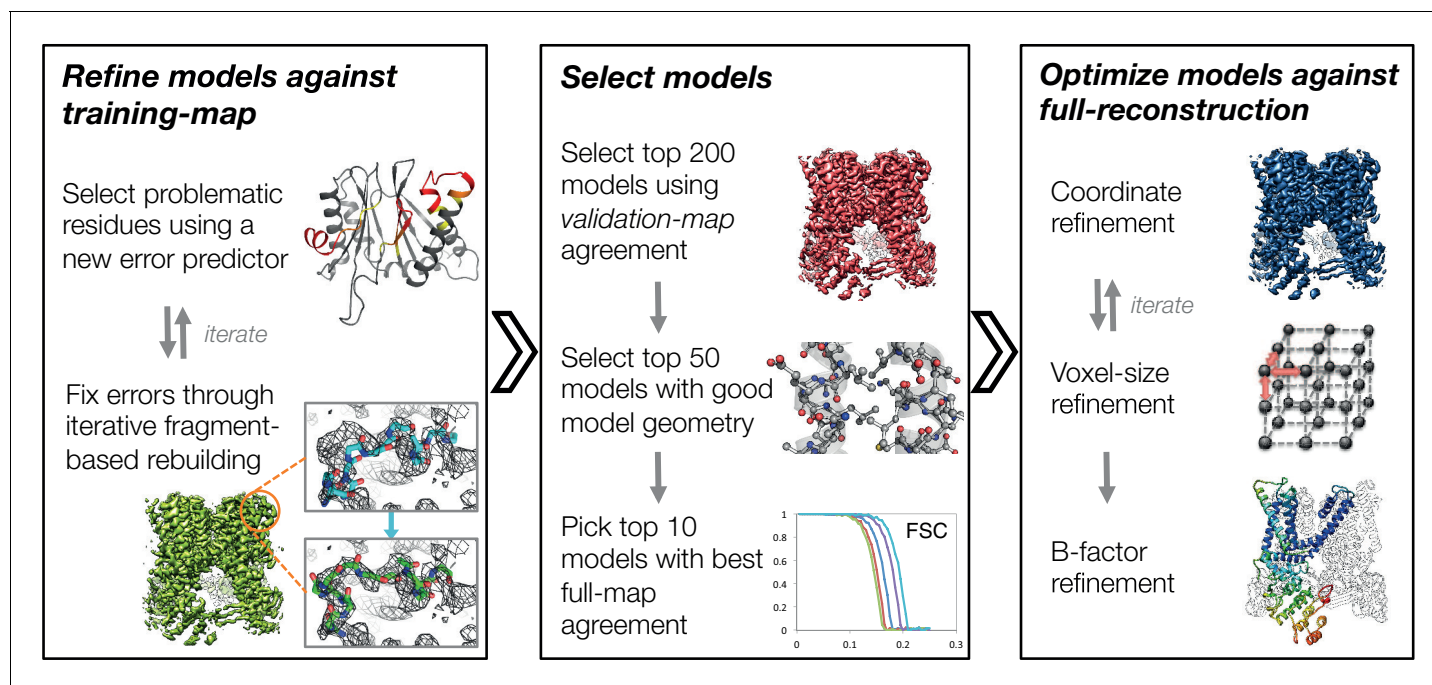 Refine models against
training-map
Select problematic
residues using a
new error predictor
iterate
Fix errors through
iterative fragment-
based rebuilding
Select models
Select top 200
models using
validation-map
agreement
Select top 50
models with good
model geometry
Pick top 10
models with best
full-map
agreement
FSC
1
0.8
0.6
0.4
0.2
0
0
0.1
0.2
0.3
Optimize models against
full-reconstruction
Coordinate
refinement
iterate
Voxel-size
refinement
B-factor
refinement